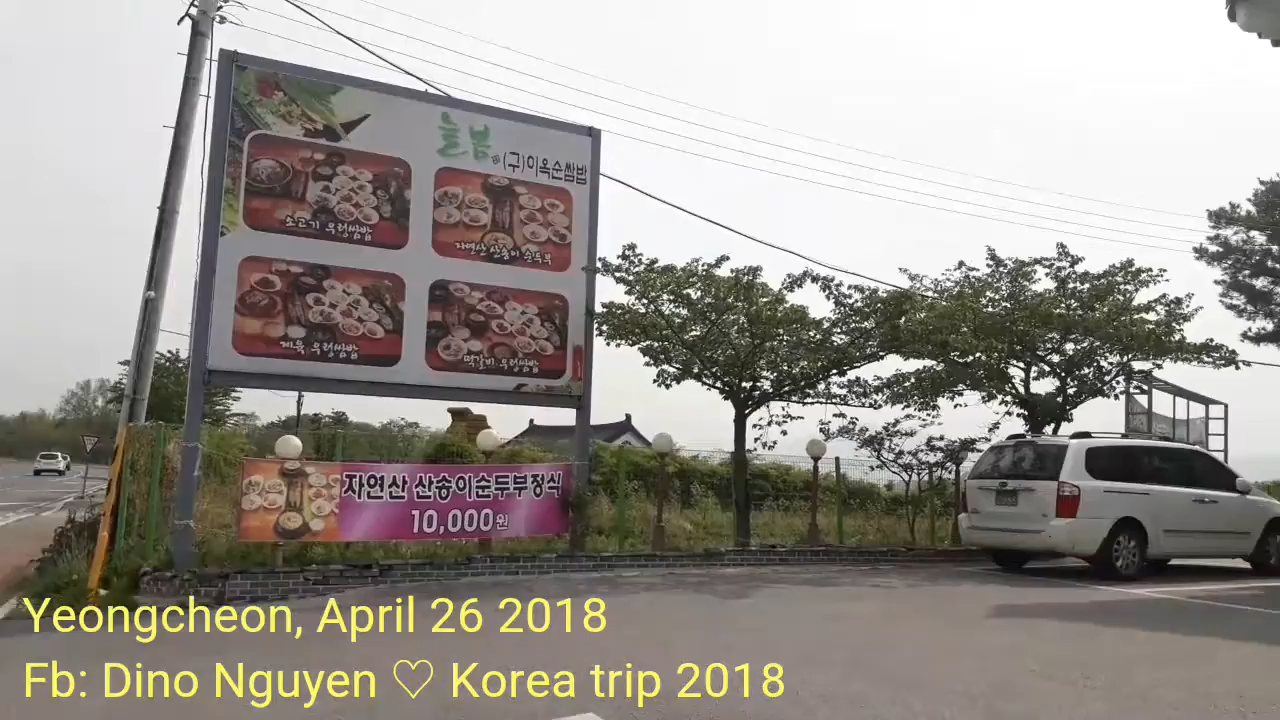 늘봄
(구)이옥순쌈밥
소고기 우렁쌈밥
자연산 산송이 순두부
제육 우렁쌈밥
떡갈비 우렁쌈밥
자연산 산송이순두부정식
10,000원
Yeongcheon, April 26 2018
Fb: Dino Nguyen ♡ Korea trip 2018